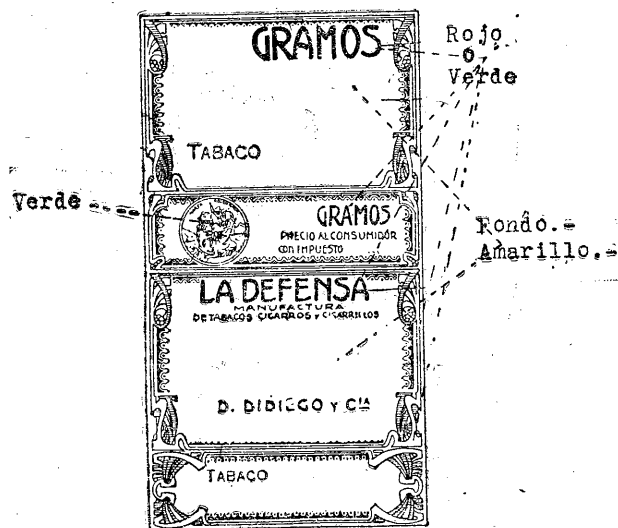 GRAMOS
Rojo
o
Verde
TABACO
Verde
GRAMOS
PRECIO AL CONSUMIDOR
CON IMPUESTO
Fondo.-
Amarillo.-
LA DEFENSA
MANUFACTURA
DE TABACOS CIGARROS Y CIGARRILLOS
D. DIDIEGO Y CIA
TABACO